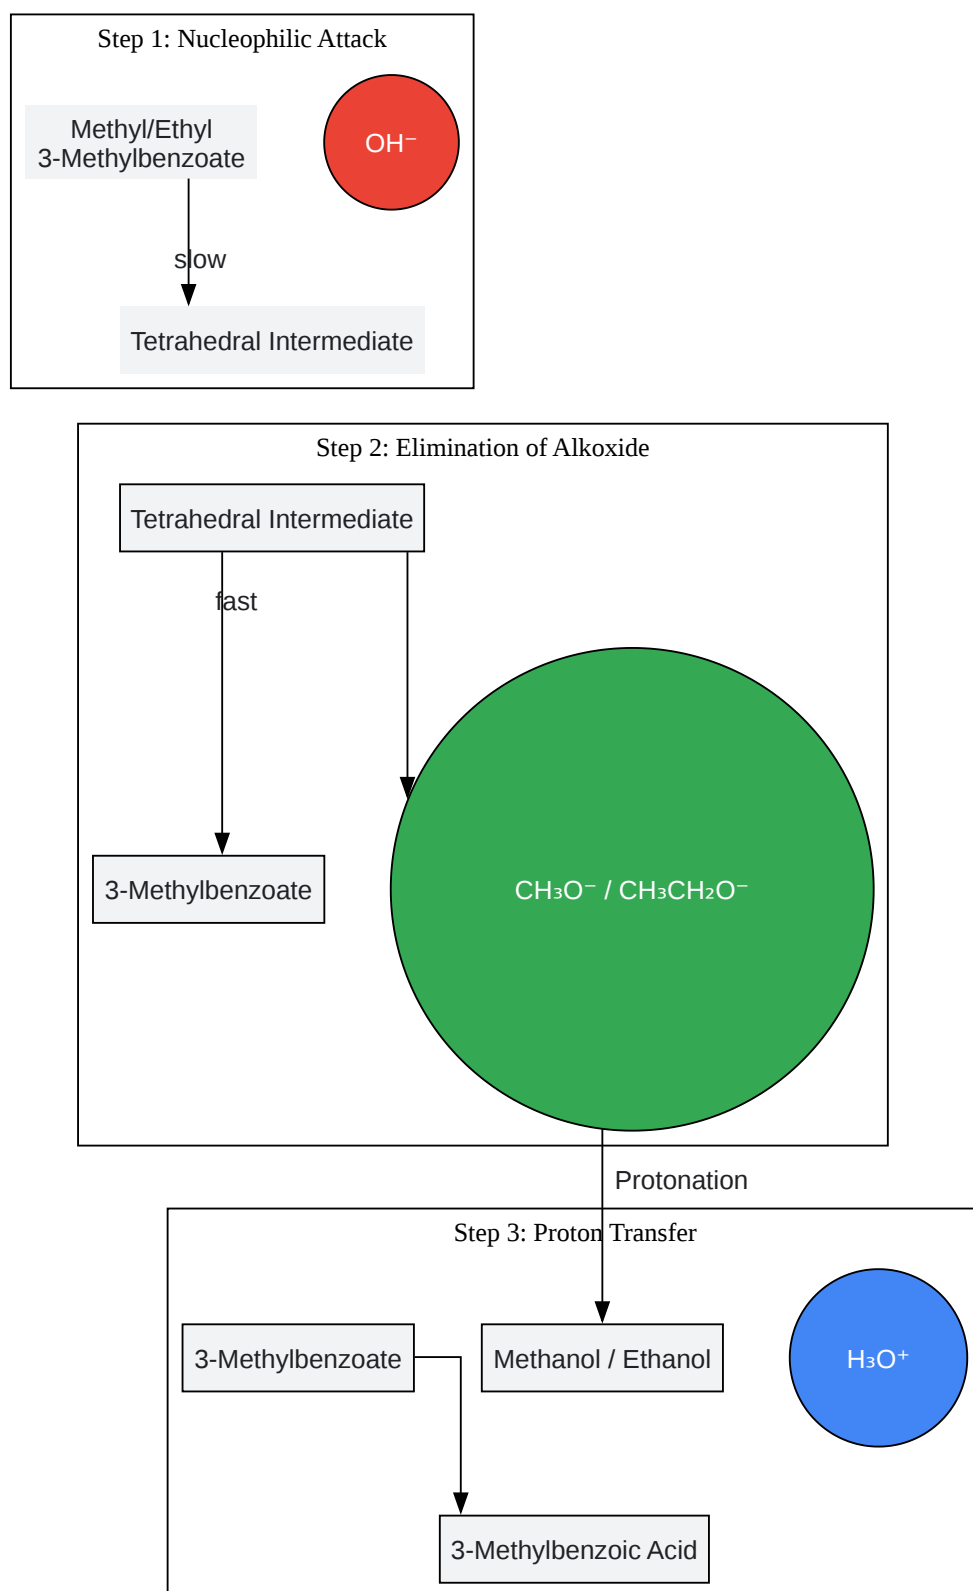 Step 1: Nucleophilic Attack
Methyl/Ethyl
3-Methylbenzoate
OH⁻
slow
Tetrahedral Intermediate
Step 2: Elimination of Alkoxide
Tetrahedral Intermediate
fast
3-Methylbenzoate
CH₃O⁻ / CH₃CH₂O⁻
Protonation
Step 3: Proton Transfer
3-Methylbenzoate
Methanol / Ethanol
H₃O⁺
3-Methylbenzoic Acid